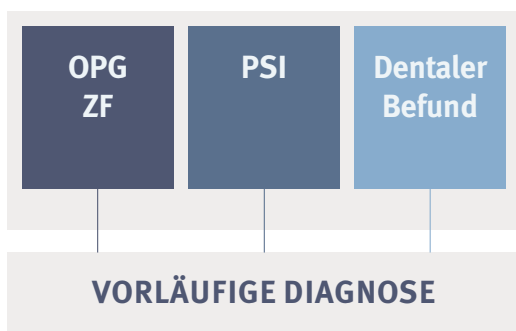 OPG
ZF
PSI
Dentaler
Befund
VORLÄUFIGE DIAGNOSE